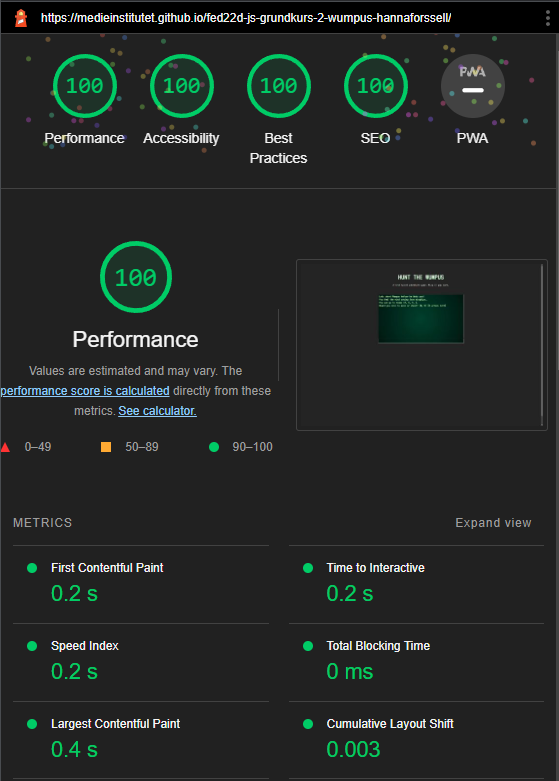 https://medieinstitutet.github.io/fed22d-js-grundkurs-2-wumpus-hannaforssell/
100 100 100 100 PWA
Performance Accessibility Best Practices SEO PWA
100
Performance
Values are estimated and may vary. The
performance score is calculated directly from these
metrics. See calculator.
0–49 50–89 90–100
HUNT THE WUMPUS
METRICS Expand view
First Contentful Paint
0.2 s
Time to Interactive
0.2 s
Speed Index
0.2 s
Total Blocking Time
0 ms
Largest Contentful Paint
0.4 s
Cumulative Layout Shift
0.003